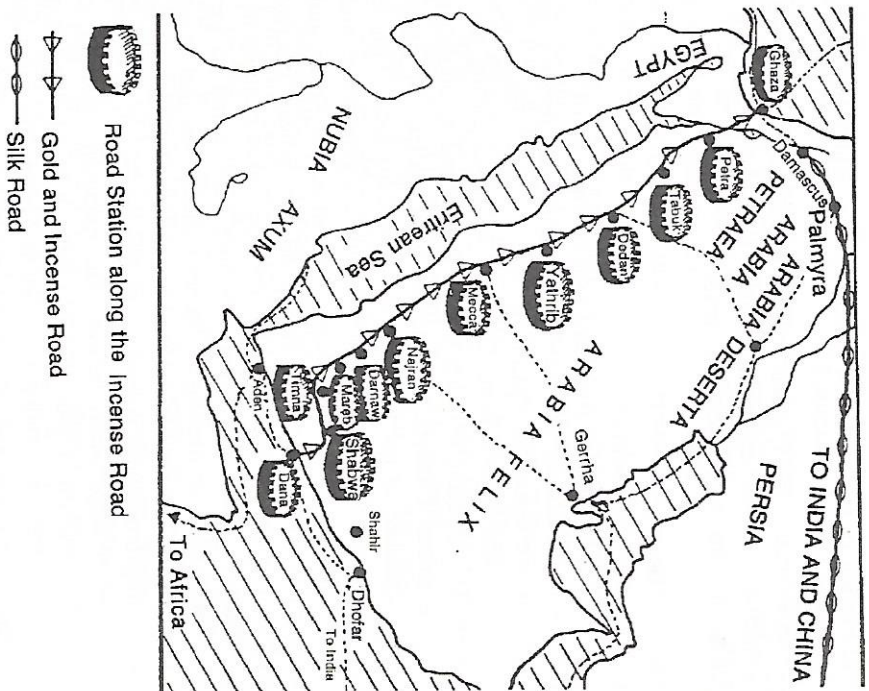 TO INDIA AND CHINA
Palmyra
Damascus
Ghaza
ARABIA DESERTA
ARABIA
PETRAEA
EGYPT
Petra
Tabuk
Dodan
Yathrib
Mecca
PERSIA
Gerrha
ARABIA
FELIX
NUBIA
AXUM
Eritrean Sea
Najran
Darnaw
Mareb
Timna
Shabwa
Dana
Aden
Shahir
Dhofar
To India
To Africa
Road Station along the Incense Road
Gold and Incense Road
Silk Road